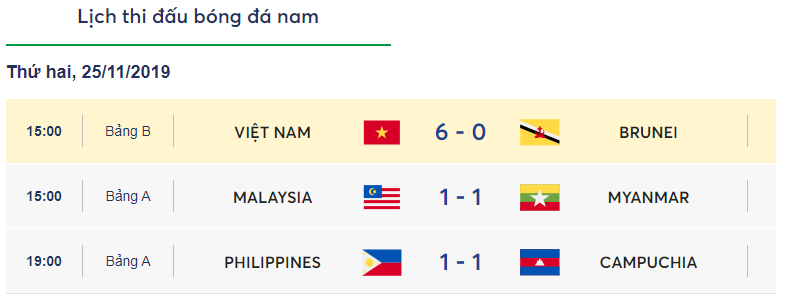 Lịch thi đấu bóng đá nam
Thứ hai, 25/11/2019
15:00 Bảng B VIỆT NAM 6 - 0 BRUNEI
15:00 Bảng A MALAYSIA 1 - 1 MYANMAR
19:00 Bảng A PHILIPPINES 1 - 1 CAMPUCHIA